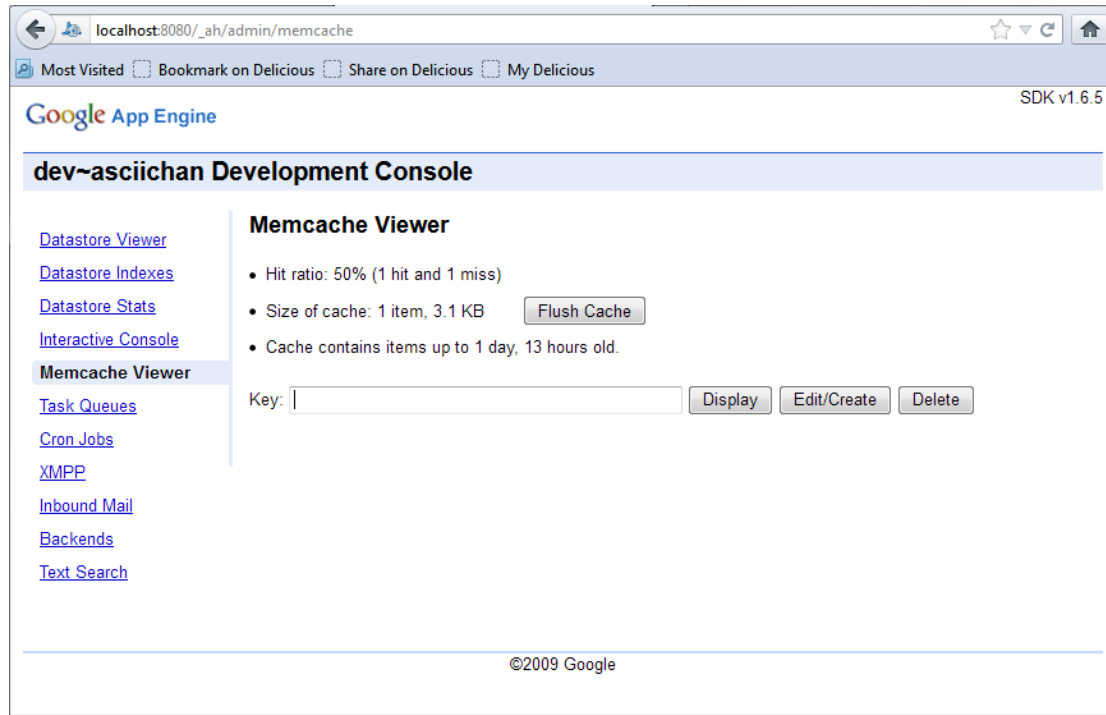 localhost:8080/_ah/admin/memcache
Most Visited Bookmark on Delicious Share on Delicious My Delicious
SDK v1.6.5
Google App Engine
dev~asciichan Development Console
Datastore Viewer
Datastore Indexes
Datastore Stats
Interactive Console
Memcache Viewer
Task Queues
Cron Jobs
XMPP
Inbound Mail
Backends
Text Search
Memcache Viewer
• Hit ratio: 50% (1 hit and 1 miss)
• Size of cache: 1 item, 3.1 KB Flush Cache
• Cache contains items up to 1 day, 13 hours old.
Key: Display Edit/Create Delete
©2009 Google